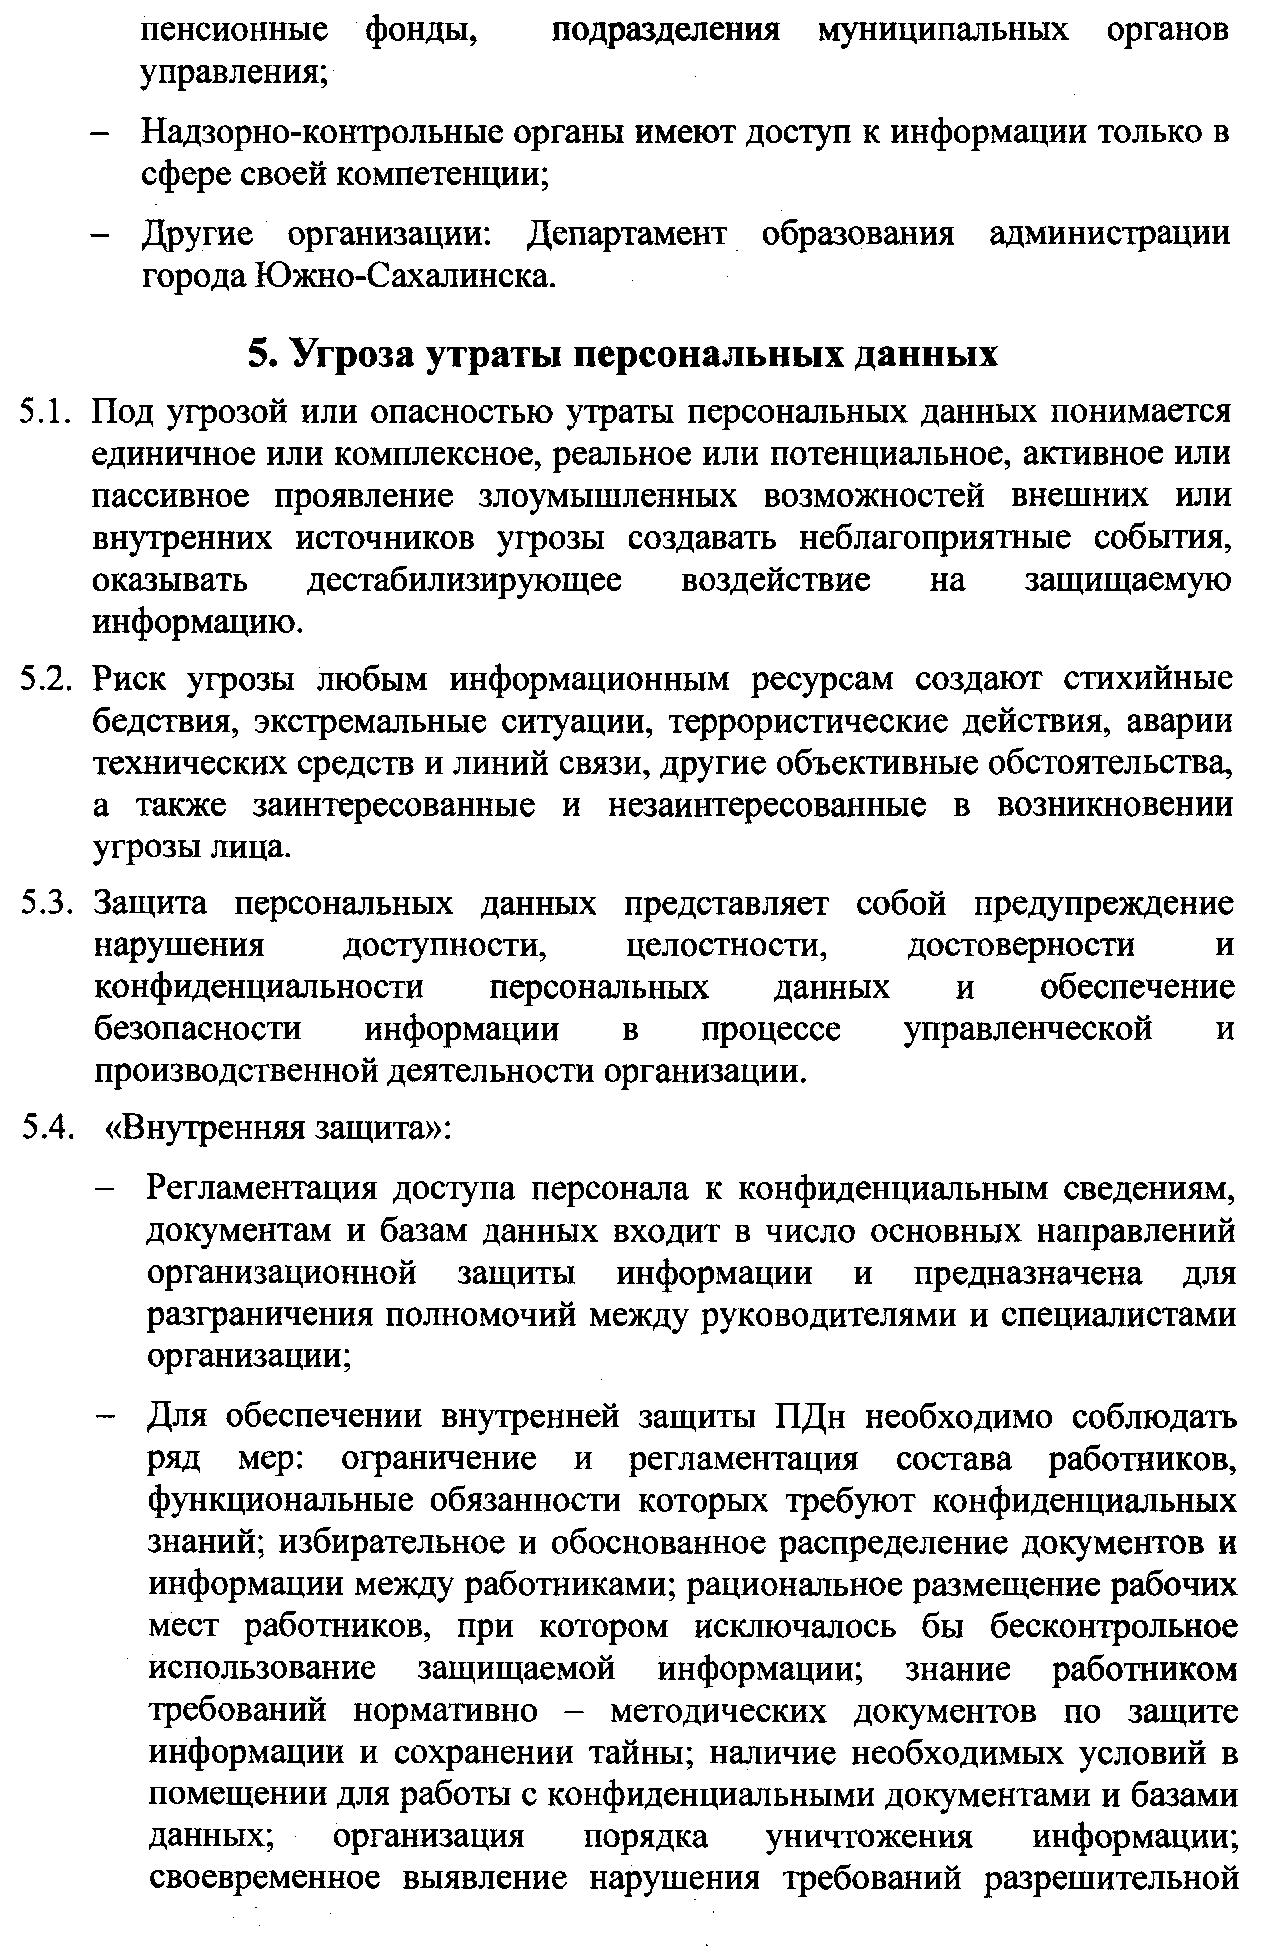 пенсионные фонды, подразделения муниципальных органов
управления;
– Надзорно-контрольные органы имеют доступ к информации только в
сфере своей компетенции;
– Другие организации: Департамент образования администрации
города Южно-Сахалинска.
5. Угроза утраты персональных данных
5.1. Под угрозой или опасностью утраты персональных данных понимается
единичное или комплексное, реальное или потенциальное, активное или
пассивное проявление злоумышленных возможностей внешних или
внутренних источников угрозы создавать неблагоприятные события,
оказывать дестабилизирующее воздействие на защищаемую
информацию.
5.2. Риск угрозы любым информационным ресурсам создают стихийные
бедствия, экстремальные ситуации, террористические действия, аварии
технических средств и линий связи, другие объективные обстоятельства,
а также заинтересованные и незаинтересованные в возникновении
угрозы лица.
5.3. Защита персональных данных представляет собой предупреждение
нарушения доступности, целостности, достоверности и
конфиденциальности персональных данных и обеспечение
безопасности информации в процессе управленческой и
производственной деятельности организации.
5.4. «Внутренняя защита»:
– Регламентация доступа персонала к конфиденциальным сведениям,
документам и базам данных входит в число основных направлений
организационной защиты информации и предназначена для
разграничения полномочий между руководителями и специалистами
организации;
– Для обеспечении внутренней защиты ПДн необходимо соблюдать
ряд мер: ограничение и регламентация состава работников,
функциональные обязанности которых требуют конфиденциальных
знаний; избирательное и обоснованное распределение документов и
информации между работниками; рациональное размещение рабочих
мест работников, при котором исключалось бы бесконтрольное
использование защищаемой информации; знание работником
требований нормативно – методических документов по защите
информации и сохранении тайны; наличие необходимых условий в
помещении для работы с конфиденциальными документами и базами
данных; организация порядка уничтожения информации;
своевременное выявление нарушения требований разрешительной